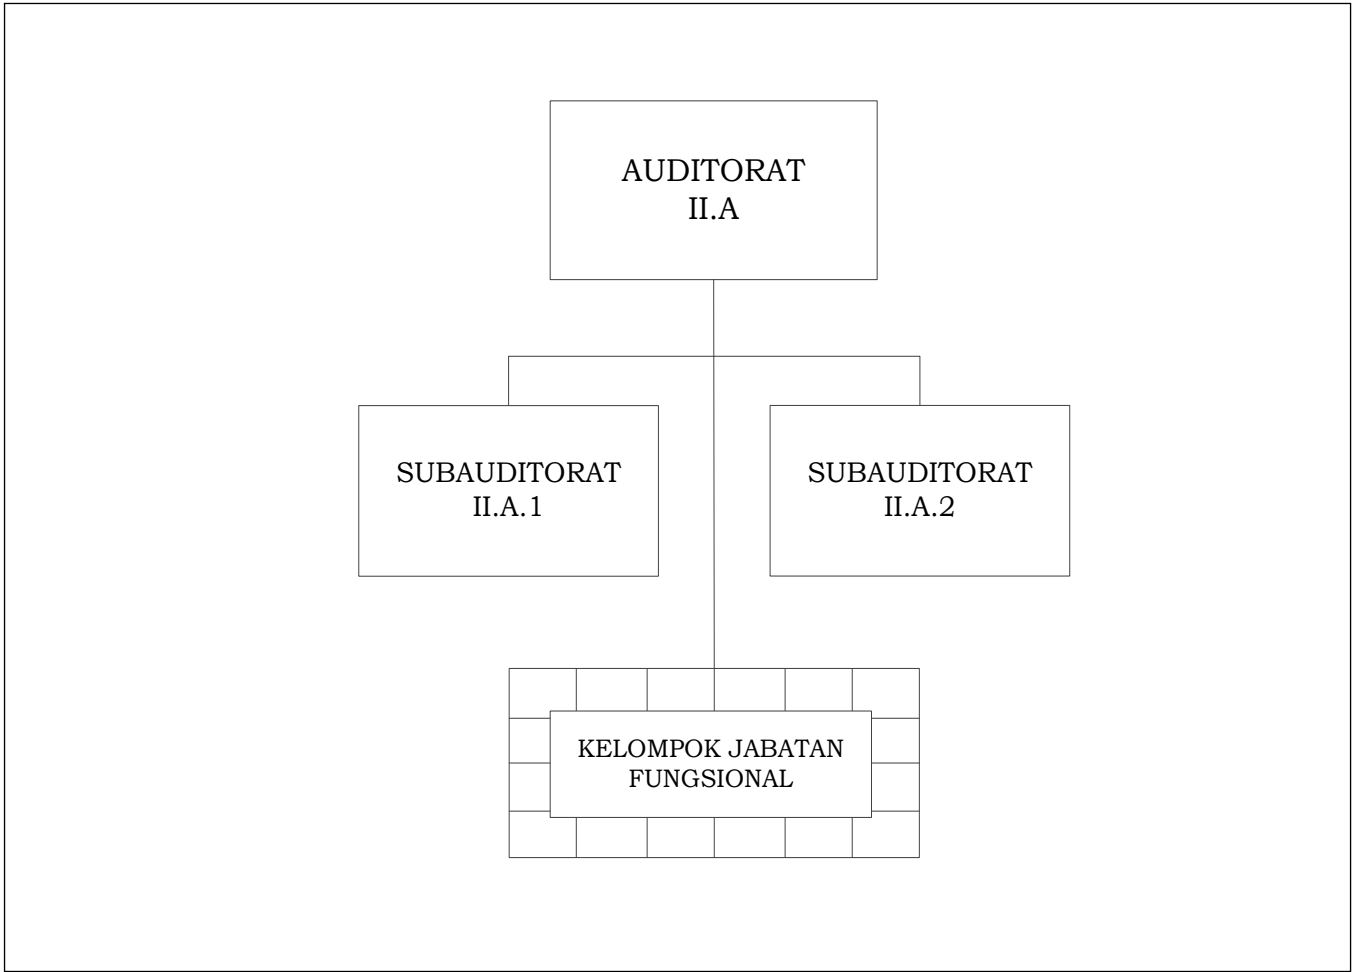 AUDITORAT
II.A
SUBAUDITORAT
II.A.1
SUBAUDITORAT
II.A.2
KELOMPOK JABATAN
FUNGSIONAL